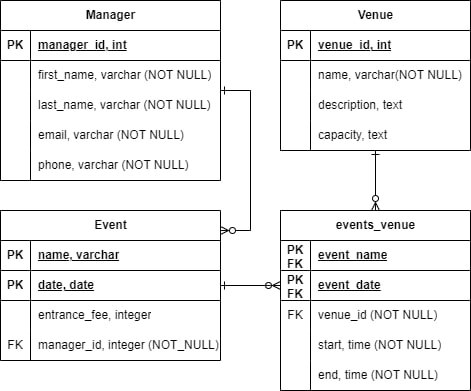 Manager
PK manager_id, int
first_name, varchar (NOT NULL)
last_name, varchar (NOT NULL)
email, varchar (NOT NULL)
phone, varchar (NOT NULL)
Venue
PK venue_id, int
name, varchar(NOT NULL)
description, text
capacity, text
Event
PK name, varchar
PK date, date
entrance_fee, integer
FK manager_id, integer (NOT_NULL)
events_venue
PK
FK event_name
PK
FK event_date
FK venue_id (NOT NULL)
start, time (NOT NULL)
end, time (NOT NULL)